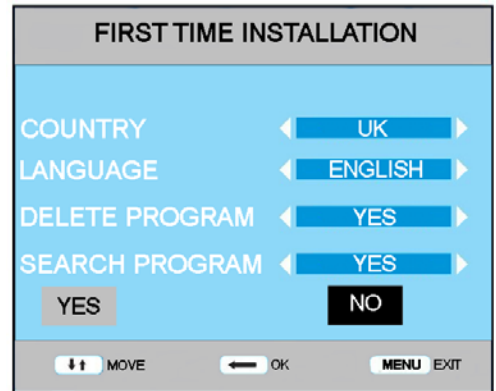 FIRST TIME INSTALLATION
COUNTRY UK
LANGUAGE ENGLISH
DELETE PROGRAM YES
SEARCH PROGRAM YES
YES NO
MOVE OK MENU EXIT